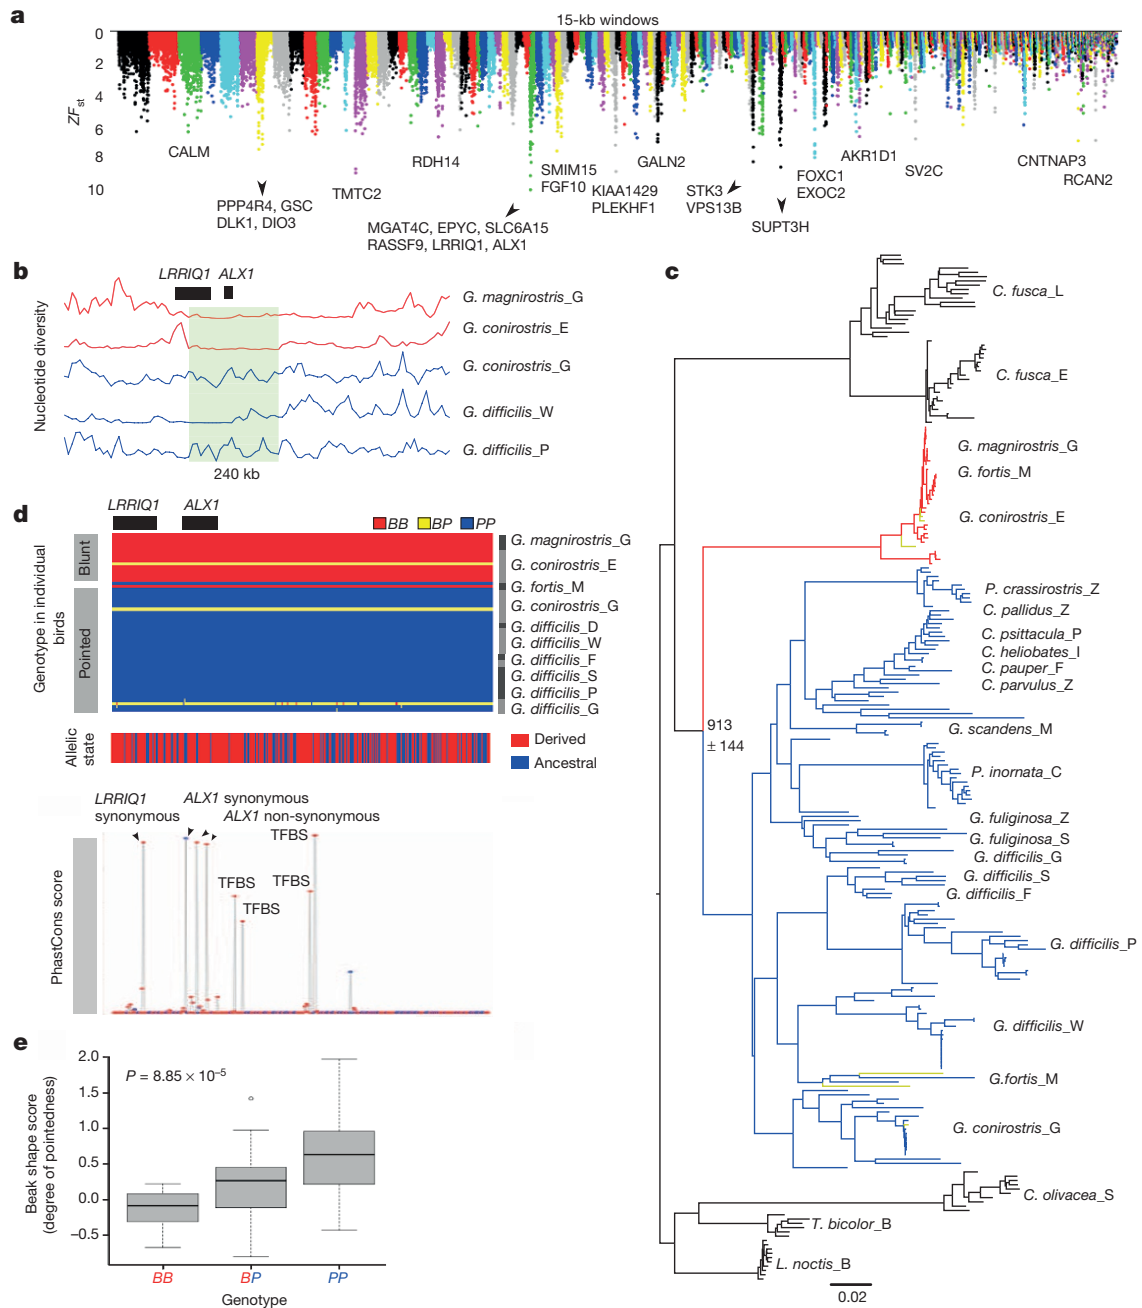 a
15-kb windows
0
2
4
6
8
10
ZFst
CALM
PPP4R4, GSC
DLK1, DIO3
TMTC2
RDH14
MGAT4C, EPYC, SLC6A15
RASSF9, LRRIQ1, ALX1
SMIM15
FGF10
KIAA1429
PLEKHF1
GALN2
STK3
VPS13B
SUPT3H
FOXC1
EXOC2
AKR1D1
SV2C
CNTNAP3
RCAN2
b
LRRIQ1 ALX1
Nucleotide diversity
G. magnirostris_G
G. conirostris_E
G. conirostris_G
G. difficilis_W
G. difficilis_P
240 kb
c
C. fusca_L
C. fusca_E
G. magnirostris_G
G. fortis_M
G. conirostris_E
P. crassirostris_Z
C. pallidus_Z
C. psittacula_P
C. heliobates_I
C. pauper_F
C. parvulus_Z
G. scandens_M
P. inornata_C
G. fuliginosa_Z
G. fuliginosa_S
G. difficilis_G
G. difficilis_S
G. difficilis_F
G. difficilis_P
G. difficilis_W
G.fortis_M
G. conirostris_G
C. olivacea_S
T. bicolor_B
L. noctis_B
913
± 144
0.02
d
LRRIQ1 ALX1
BB BP PP
Genotype in individual
birds
Blunt
Pointed
G. magnirostris_G
G. conirostris_E
G. fortis_M
G. conirostris_G
G. difficilis_D
G. difficilis_W
G. difficilis_F
G. difficilis_S
G. difficilis_P
G. difficilis_G
Allelic
state
Derived
Ancestral
LRRIQ1
synonymous
ALX1 synonymous
ALX1 non-synonymous
TFBS
TFBS
TFBS
TFBS
PhastCons score
e
Beak shape score
(degree of pointedness)
2.0
1.5
1.0
0.5
0.0
−0.5
P = 8.85 × 10⁻⁵
BB BP PP
Genotype